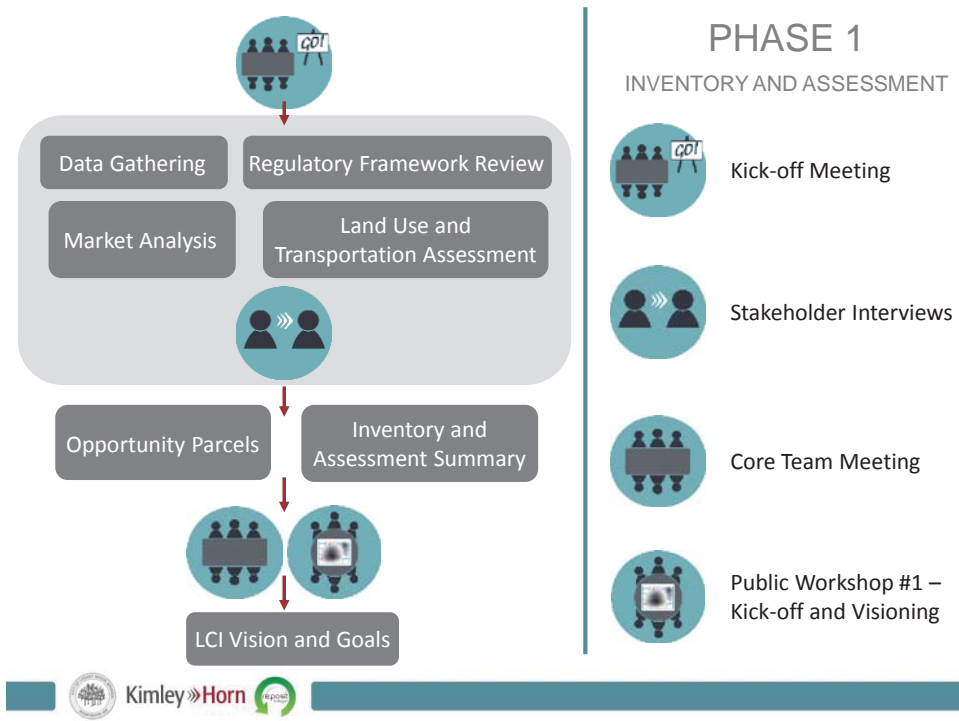 GO!
Data Gathering
Regulatory Framework Review
Market Analysis
Land Use and
Transportation Assessment
Opportunity Parcels
Inventory and
Assessment Summary
LCI Vision and Goals
PHASE 1
INVENTORY AND ASSESSMENT
GO!
Kick-off Meeting
Stakeholder Interviews
Core Team Meeting
Public Workshop #1 –
Kick-off and Visioning
Kimley»Horn